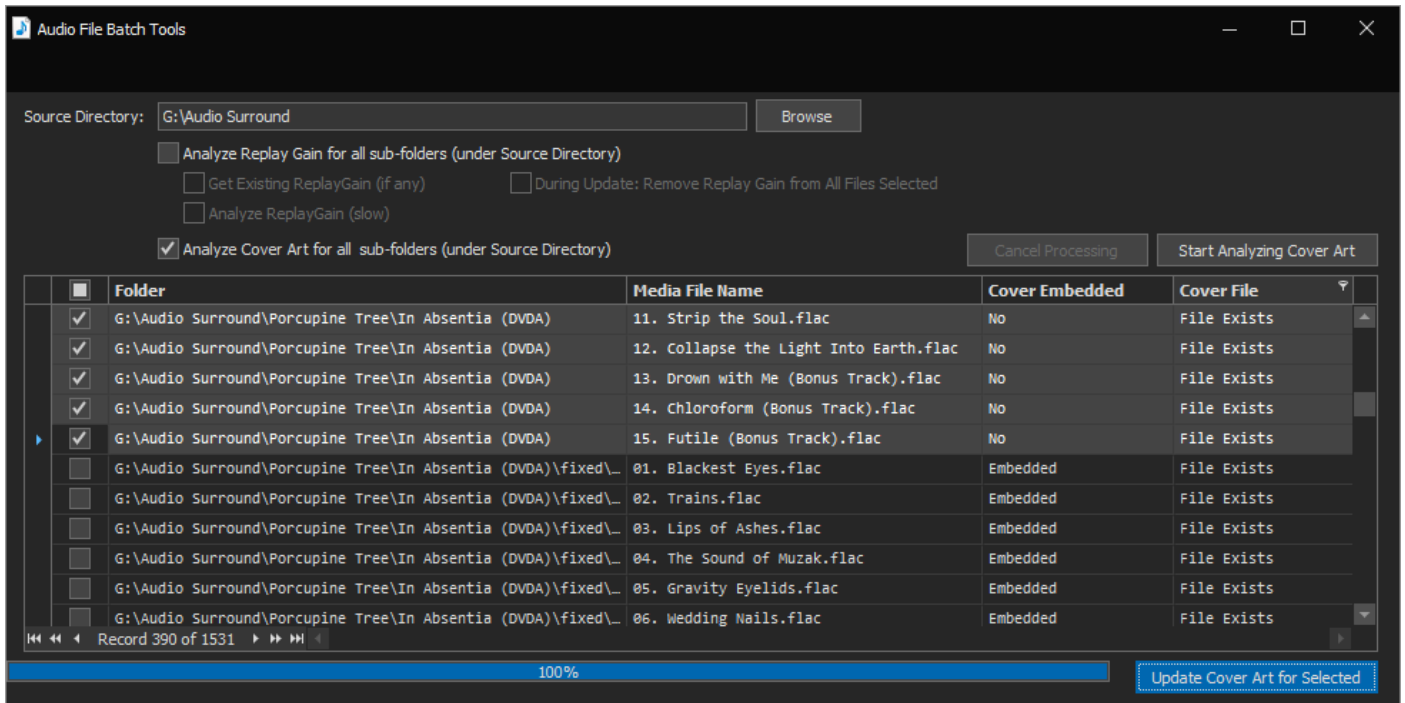 Audio File Batch Tools
Source Directory: G:\Audio Surround Browse
Analyze Replay Gain for all sub-folders (under Source Directory)
Get Existing ReplayGain (if any) During Update: Remove Replay Gain from All Files Selected
Analyze ReplayGain (slow)
Analyze Cover Art for all sub-folders (under Source Directory) Cancel Processing Start Analyzing Cover Art
Folder Media File Name Cover Embedded Cover File
G:\Audio Surround\Porcupine Tree\In Absentia (DVDA) 11. Strip the Soul.flac No File Exists
G:\Audio Surround\Porcupine Tree\In Absentia (DVDA) 12. Collapse the Light Into Earth.flac No File Exists
G:\Audio Surround\Porcupine Tree\In Absentia (DVDA) 13. Drown with Me (Bonus Track).flac No File Exists
G:\Audio Surround\Porcupine Tree\In Absentia (DVDA) 14. Chloroform (Bonus Track).flac No File Exists
G:\Audio Surround\Porcupine Tree\In Absentia (DVDA) 15. Futile (Bonus Track).flac No File Exists
G:\Audio Surround\Porcupine Tree\In Absentia (DVDA)\fixed\… 01. Blackest Eyes.flac Embedded File Exists
G:\Audio Surround\Porcupine Tree\In Absentia (DVDA)\fixed\… 02. Trains.flac Embedded File Exists
G:\Audio Surround\Porcupine Tree\In Absentia (DVDA)\fixed\… 03. Lips of Ashes.flac Embedded File Exists
G:\Audio Surround\Porcupine Tree\In Absentia (DVDA)\fixed\… 04. The Sound of Muzak.flac Embedded File Exists
G:\Audio Surround\Porcupine Tree\In Absentia (DVDA)\fixed\… 05. Gravity Eyelids.flac Embedded File Exists
G:\Audio Surround\Porcupine Tree\In Absentia (DVDA)\fixed\… 06. Wedding Nails.flac Embedded File Exists
Record 390 of 1531
100% Update Cover Art for Selected